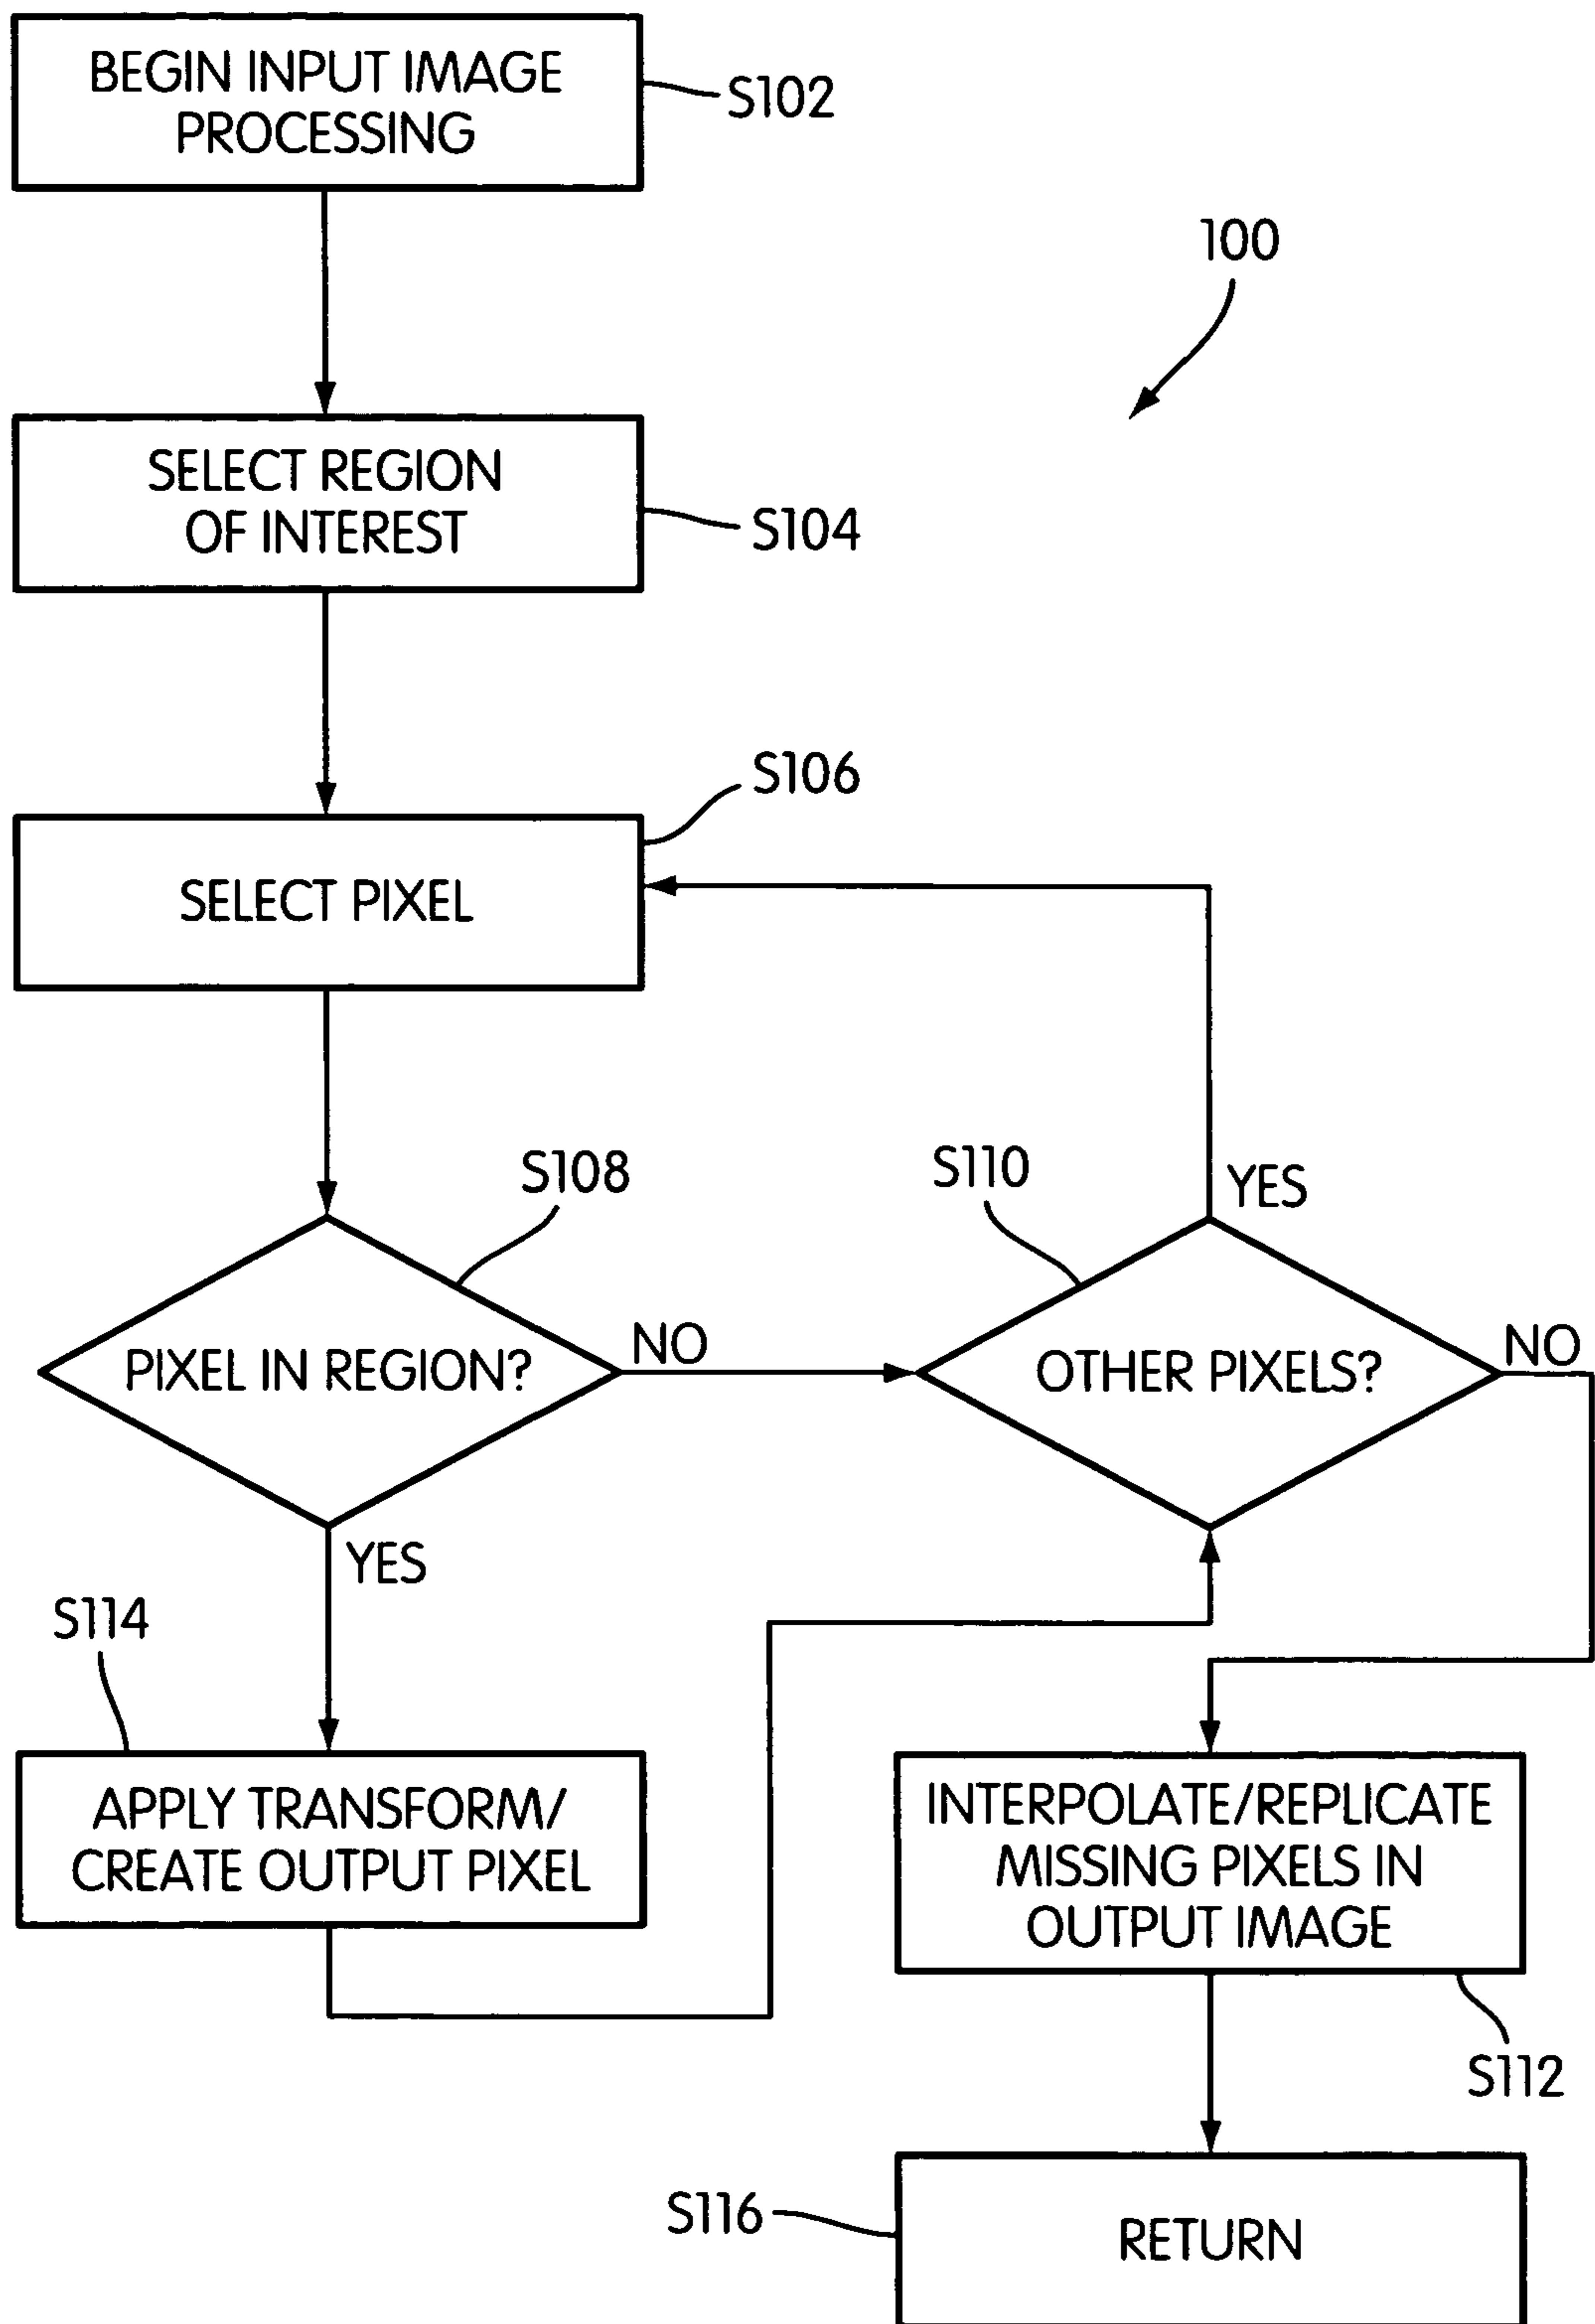 BEGIN INPUT IMAGE
PROCESSING
S102
100
SELECT REGION
OF INTEREST
S104
S106
SELECT PIXEL
S108
S110
YES
PIXEL IN REGION?
NO
OTHER PIXELS?
NO
YES
S114
APPLY TRANSFORM/
CREATE OUTPUT PIXEL
INTERPOLATE/REPLICATE
MISSING PIXELS IN
OUTPUT IMAGE
S112
S116
RETURN